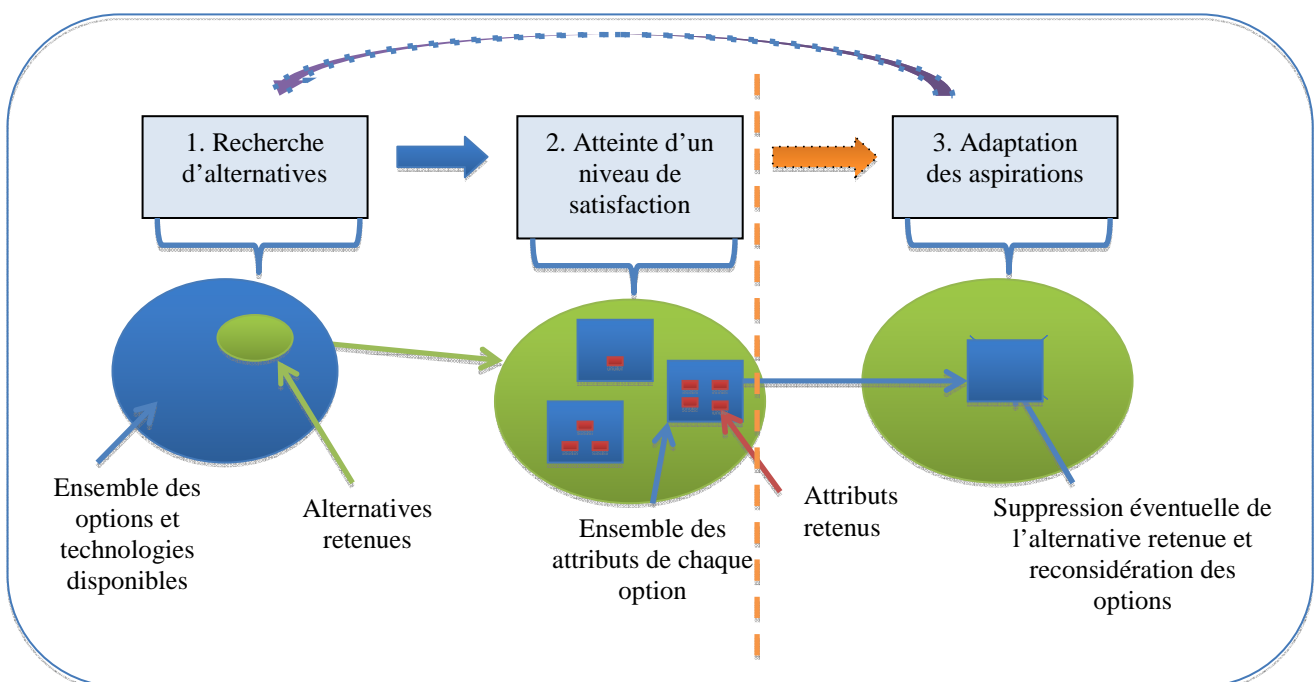 1. Recherche
d'alternatives
2. Atteinte d'un
niveau de
satisfaction
3. Adaptation
des aspirations
Ensemble des
options et
technologies
disponibles
Alternatives
retenues
Ensemble des
attributs de chaque
option
Attributs
retenus
Suppression éventuelle de
l'alternative retenue et
reconsidération des
options